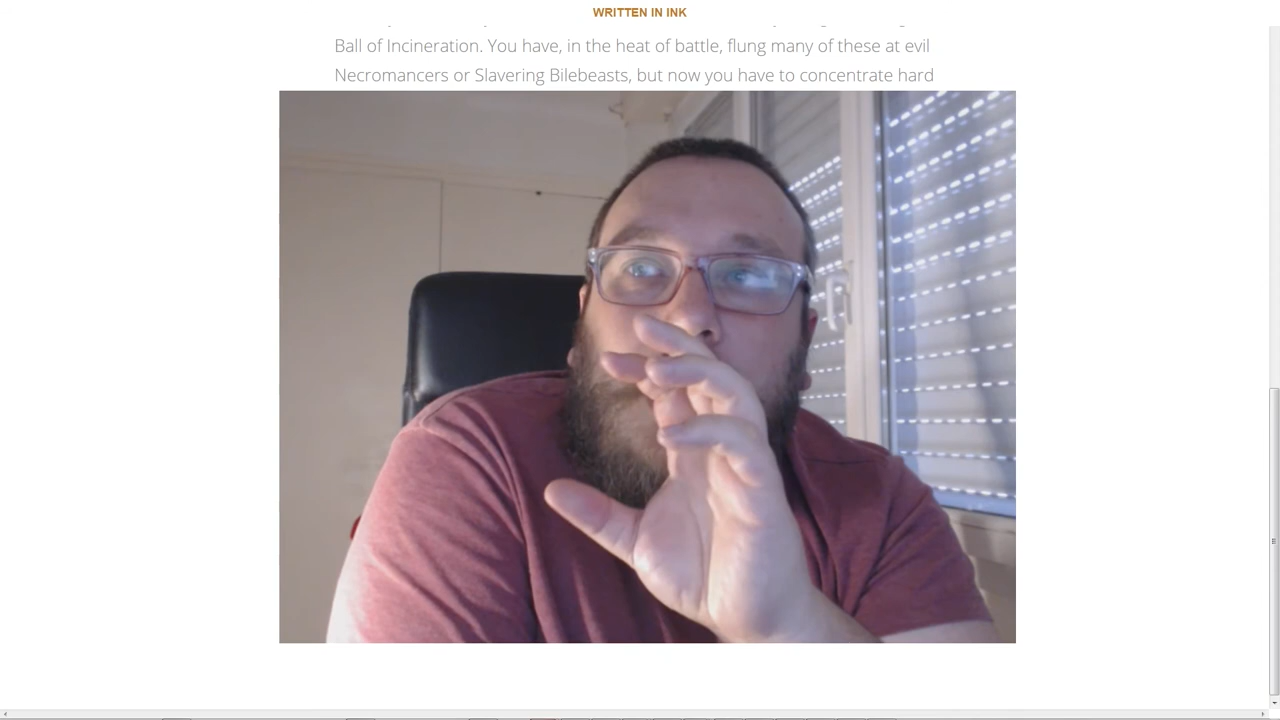 WRITTEN IN INK
Ball of Incineration. You have, in the heat of battle, flung many of these at evil
Necromancers or Slavering Bilebeasts, but now you have to concentrate hard